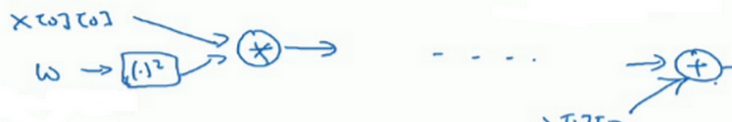 x[0][0]
w → (·)² → * → - - - - → +